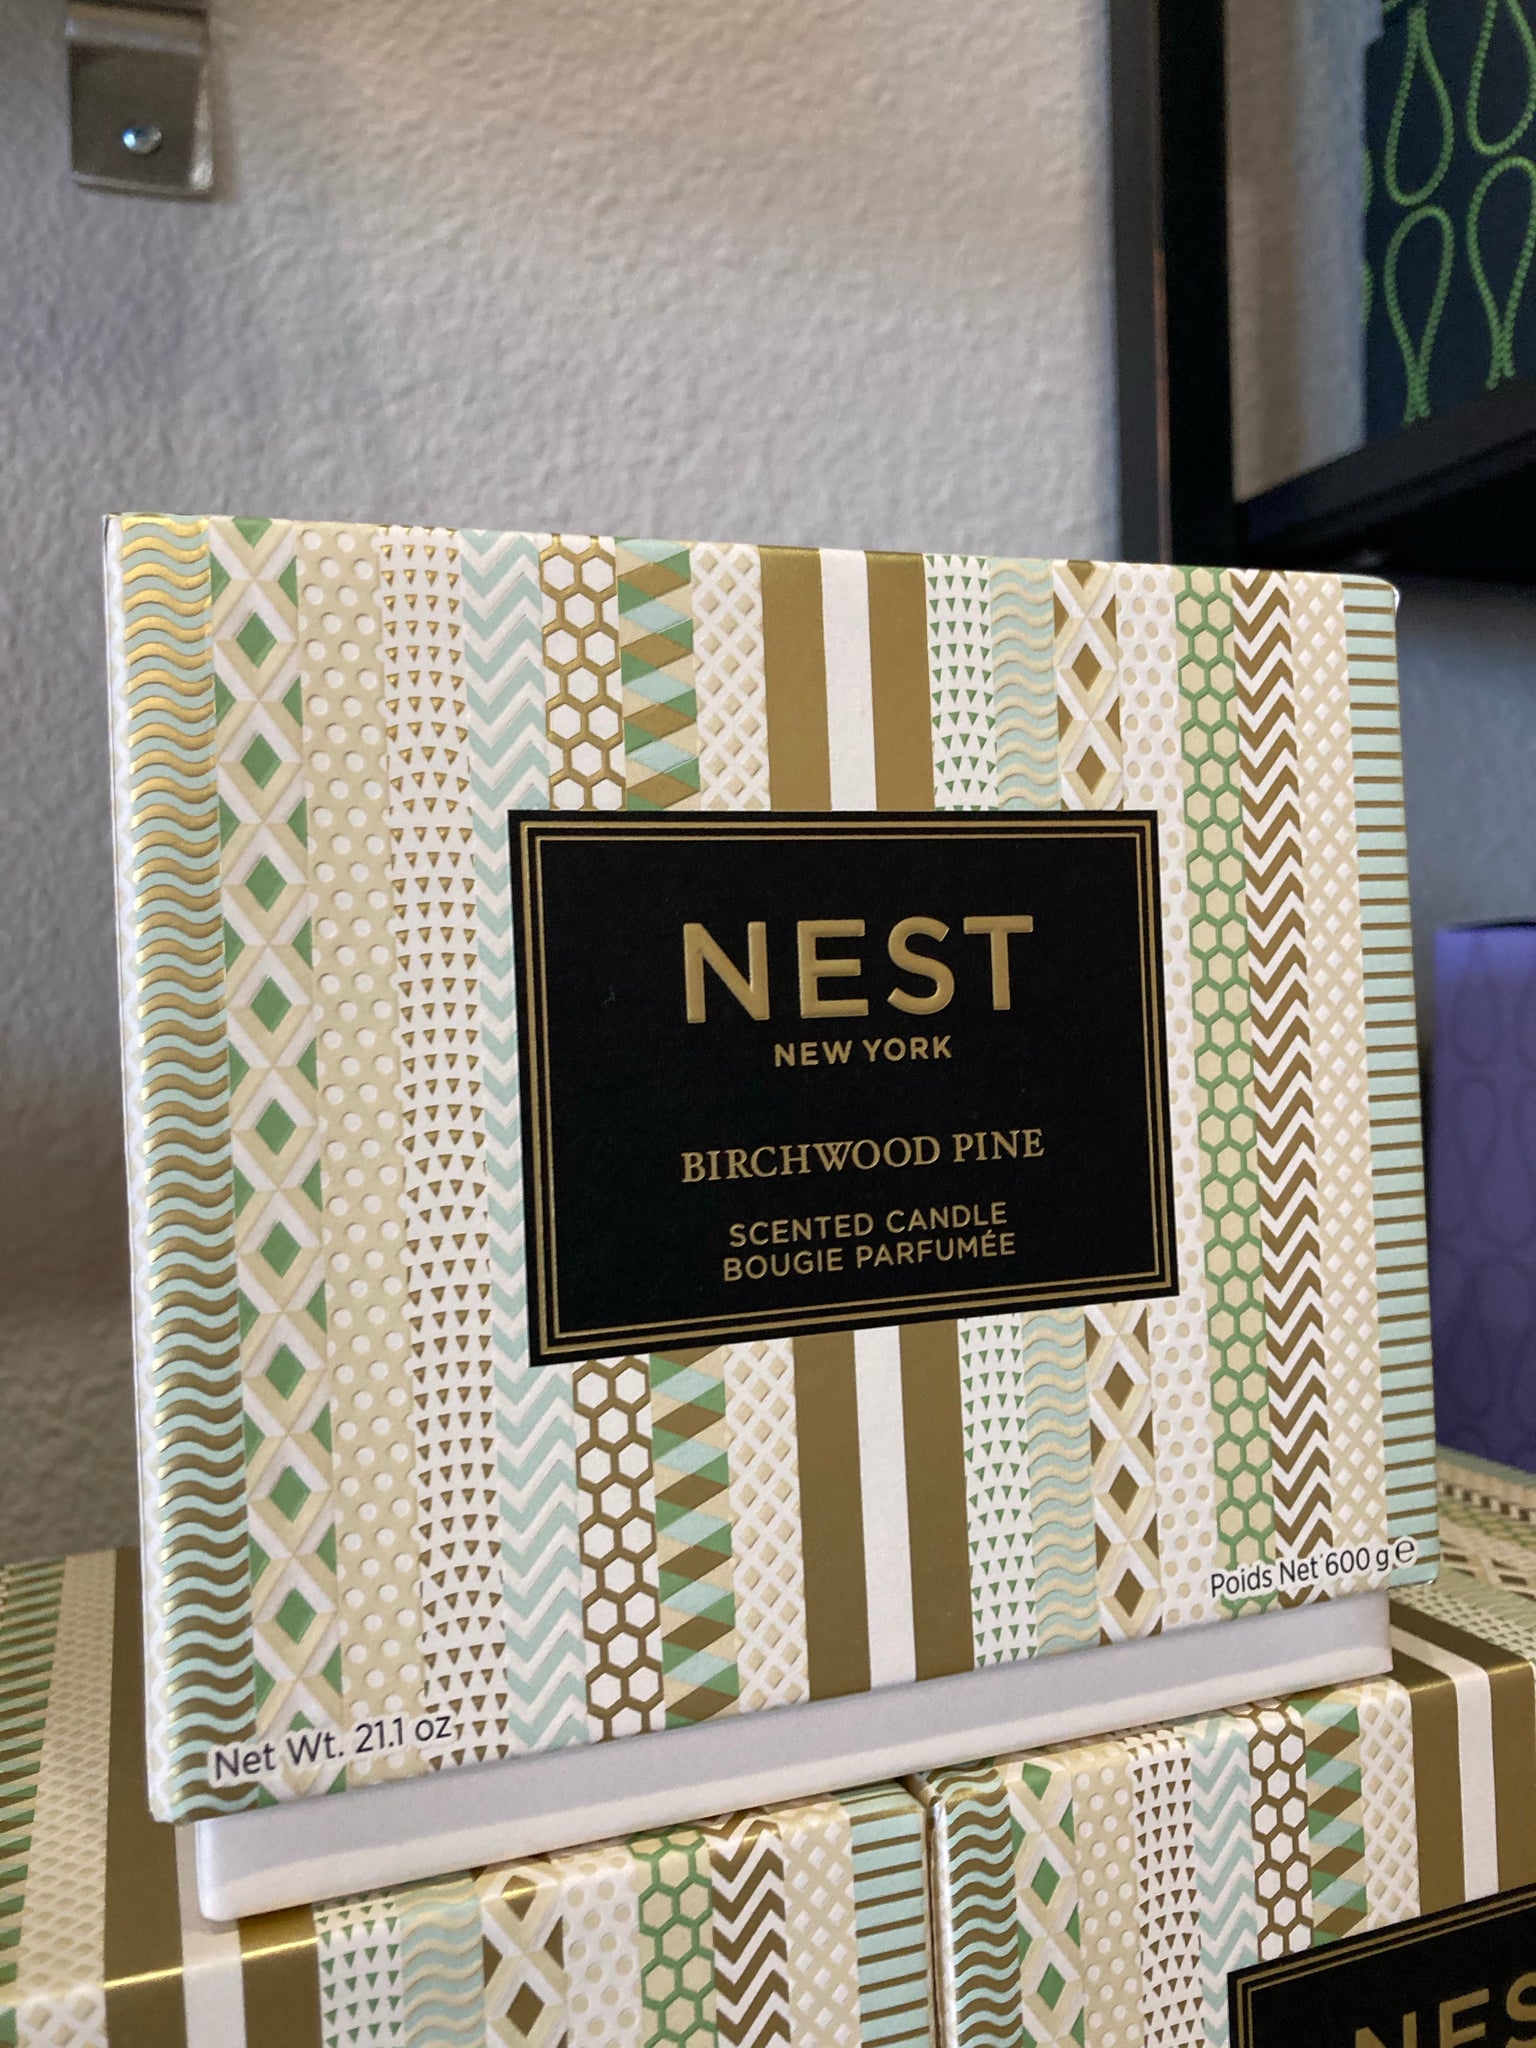 NEST
NEW YORK
BIRCHWOOD PINE
SCENTED CANDLE
BOUGIE PARFUMÉE
Poids Net 600 g ℮
Net Wt. 21.1 oz